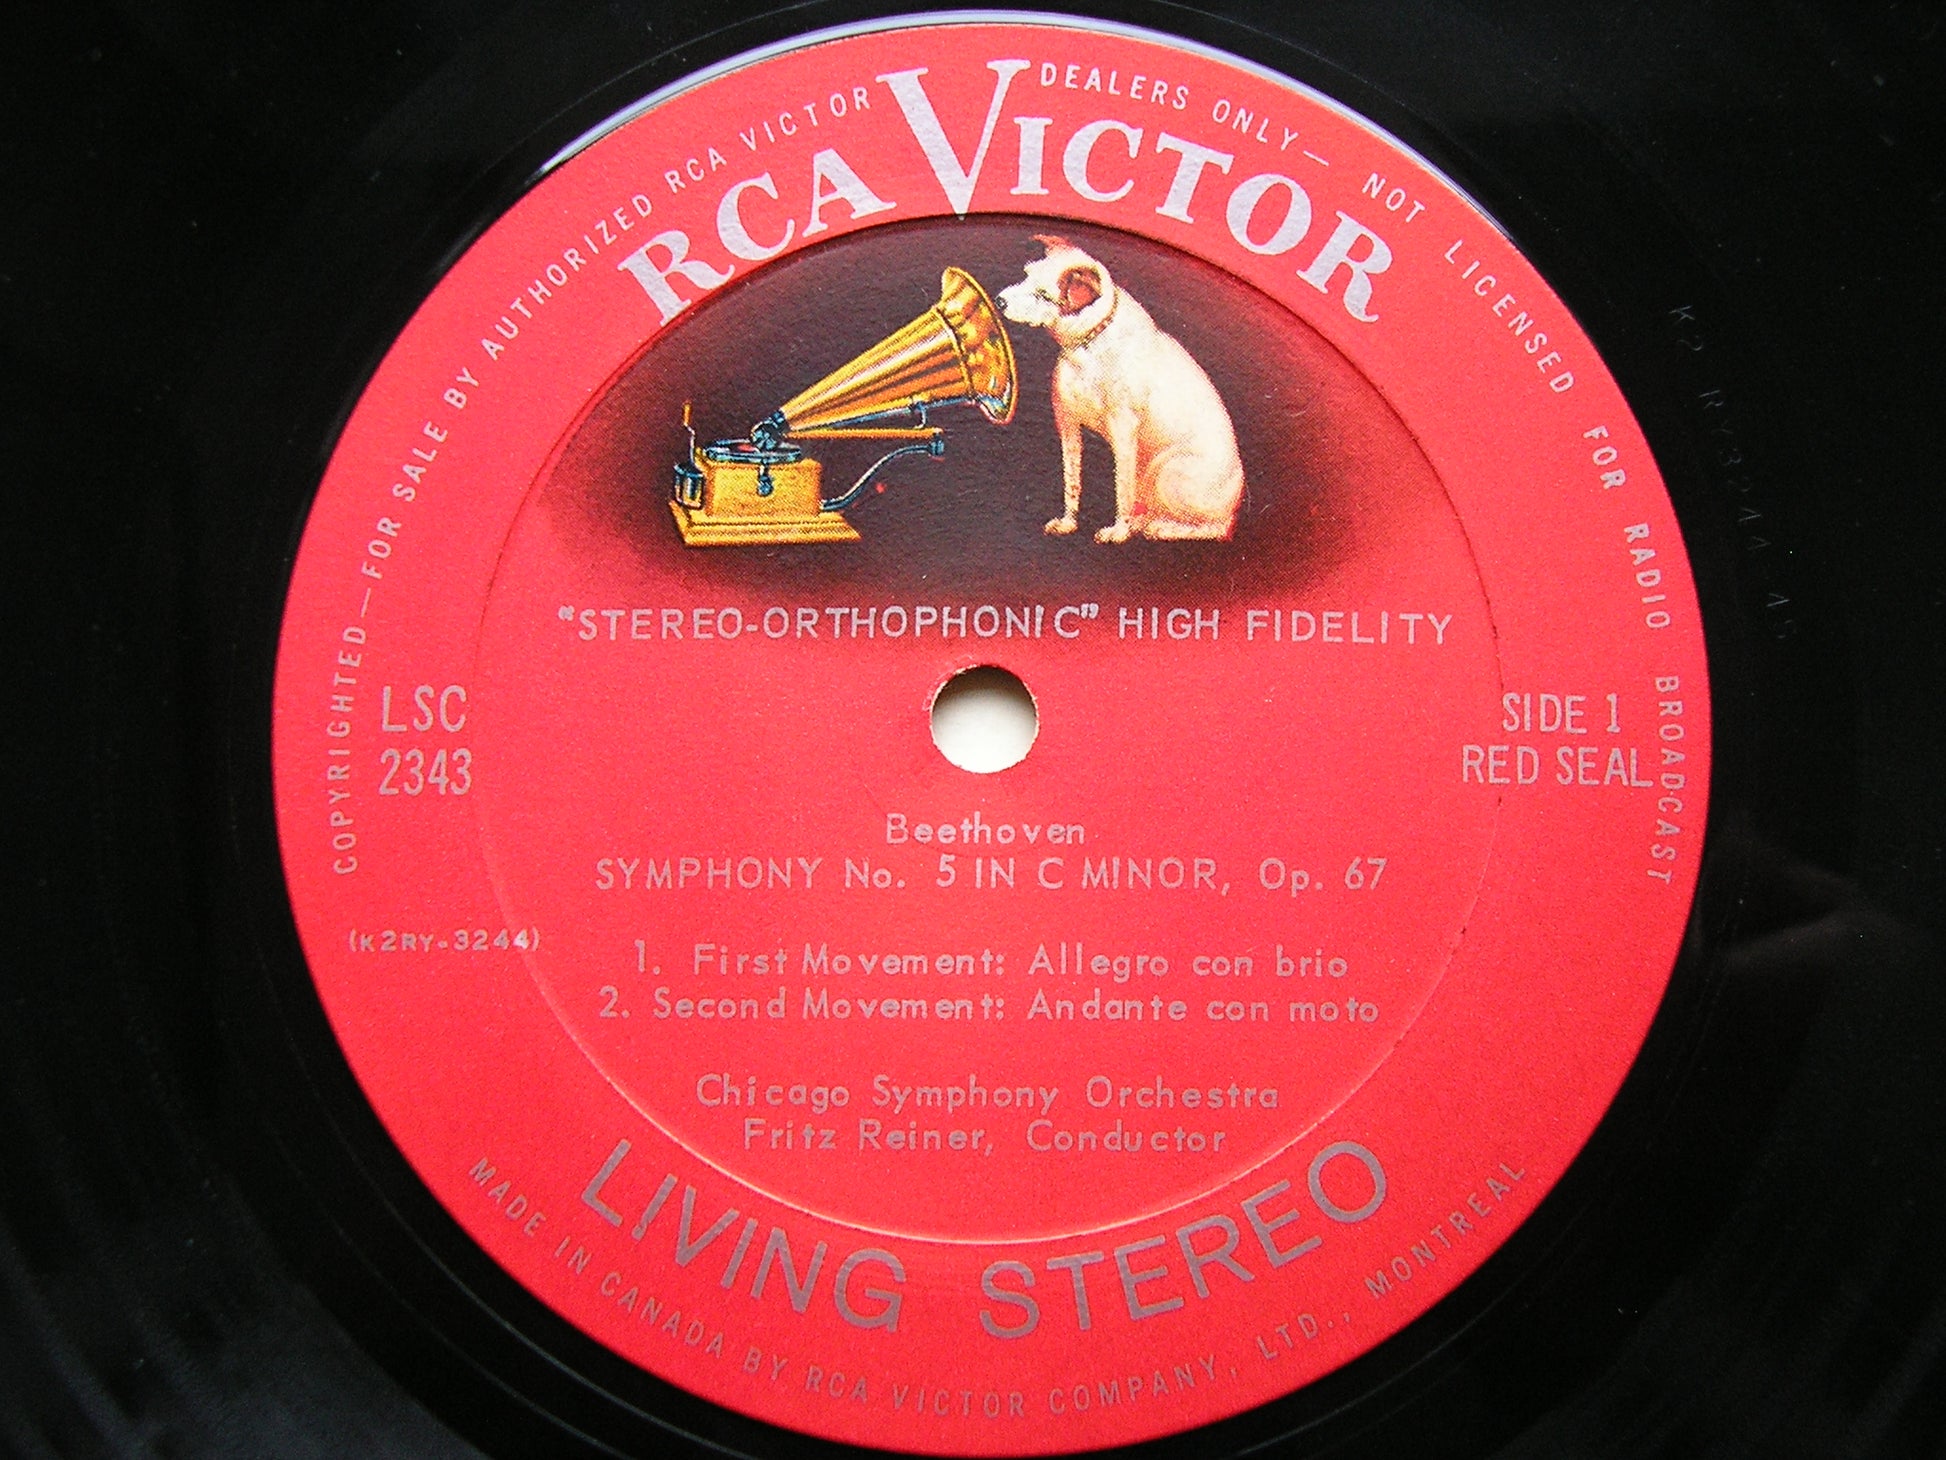 COPYRIGHTED—FOR SALE BY AUTHORIZED RCA VICTOR DEALERS ONLY—NOT LICENSED FOR RADIO BROADCAST
RCA VICTOR
"STEREO-ORTHOPHONIC" HIGH FIDELITY
LSC
2343
SIDE 1
RED SEAL
Beethoven
SYMPHONY No. 5 IN C MINOR, Op. 67
(K2RY-3244)
1. First Movement: Allegro con brio
2. Second Movement: Andante con moto
Chicago Symphony Orchestra
Fritz Reiner, Conductor
LIVING STEREO
MADE IN CANADA BY RCA VICTOR COMPANY, LTD., MONTREAL